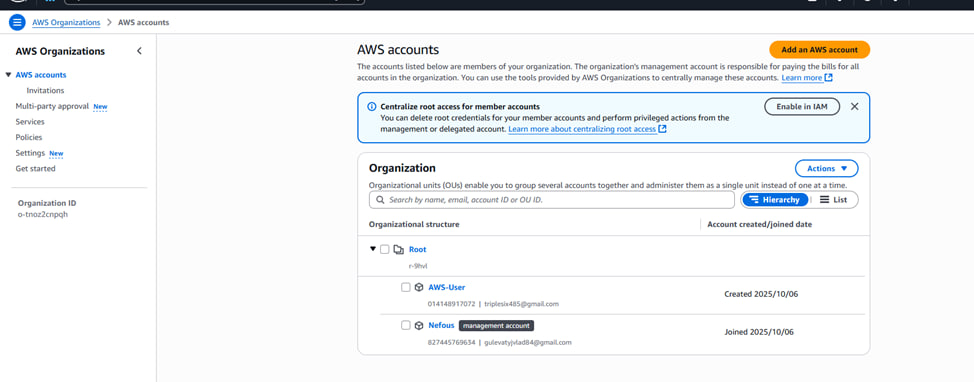 AWS Organizations > AWS accounts
AWS Organizations
AWS accounts
Invitations
Multi-party approval New
Services
Policies
Settings New
Get started
Organization ID
o-tnoz2cnpqh
AWS accounts
Add an AWS account
The accounts listed below are members of your organization. The organization's management account is responsible for paying the bills for all
accounts in the organization. You can use the tools provided by AWS Organizations to centrally manage these accounts. Learn more
Centralize root access for member accounts
Enable in IAM
You can delete root credentials for your member accounts and perform privileged actions from the
management or delegated account. Learn more about centralizing root access
Organization
Actions
Organizational units (OUs) enable you to group several accounts together and administer them as a single unit instead of one at a time.
Search by name, email, account ID or OU ID.
Hierarchy
List
Organizational structure
Account created/joined date
Root
r-9hvl
AWS-User
014148917072 | triplesix485@gmail.com
Created 2025/10/06
Nefous management account
827445769634 | gulevatyjvlad84@gmail.com
Joined 2025/10/06